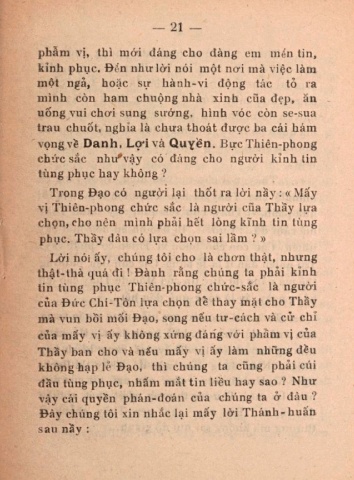 — 21 —
phẩm vị, thì mới đáng cho đàng em mến tin,
kỉnh phục. Đến như lời nói một nơi mà việc làm
một ngả, hoặc sự hành-vi động tác tỏ ra
mình còn ham chuộng nhà xinh của đẹp, ăn
uống vui chơi sung sướng, hình vóc còn se-sua
trau chuốt, nghĩa là chưa thoát được ba cái hám
vọng về Danh, Lợi và Quyền. Bực Thiên-phong
chức sắc như vậy có đáng cho người kỉnh tin
tùng phục hay không ?
Trong Đạo có người lại thốt ra lời nầy : « Mấy
vị Thiên-phong chức sắc là người của Thầy lựa
chọn, cho nên mình phải hết lòng kỉnh tin tùng
phục. Thầy đâu có lựa chọn sai lầm ? »
Lời nói ấy, chúng tôi cho là chơn thật, nhưng
thật-thà quá đi ! Đành rằng chúng ta phải kỉnh
tin tùng phục Thiên-phong chức-sắc là người
của Đức Chí-Tôn lựa chọn để thay mặt cho Thầy
mà vun bồi mối Đạo, song nếu tư-cách và cử chỉ
của mấy vị ấy không xứng đáng với phẩm vị của
Thầy ban cho và nếu mấy vị ấy làm những đều
không hạp lẽ Đạo, thì chúng ta cũng phải cúi
đầu tùng phục, nhắm mắt tin liều hay sao ? Như
vậy cái quyền phán-đoán của chúng ta ở đâu ?
Đây chúng tôi xin nhắc lại mấy lời Thánh-huấn
sau nầy :